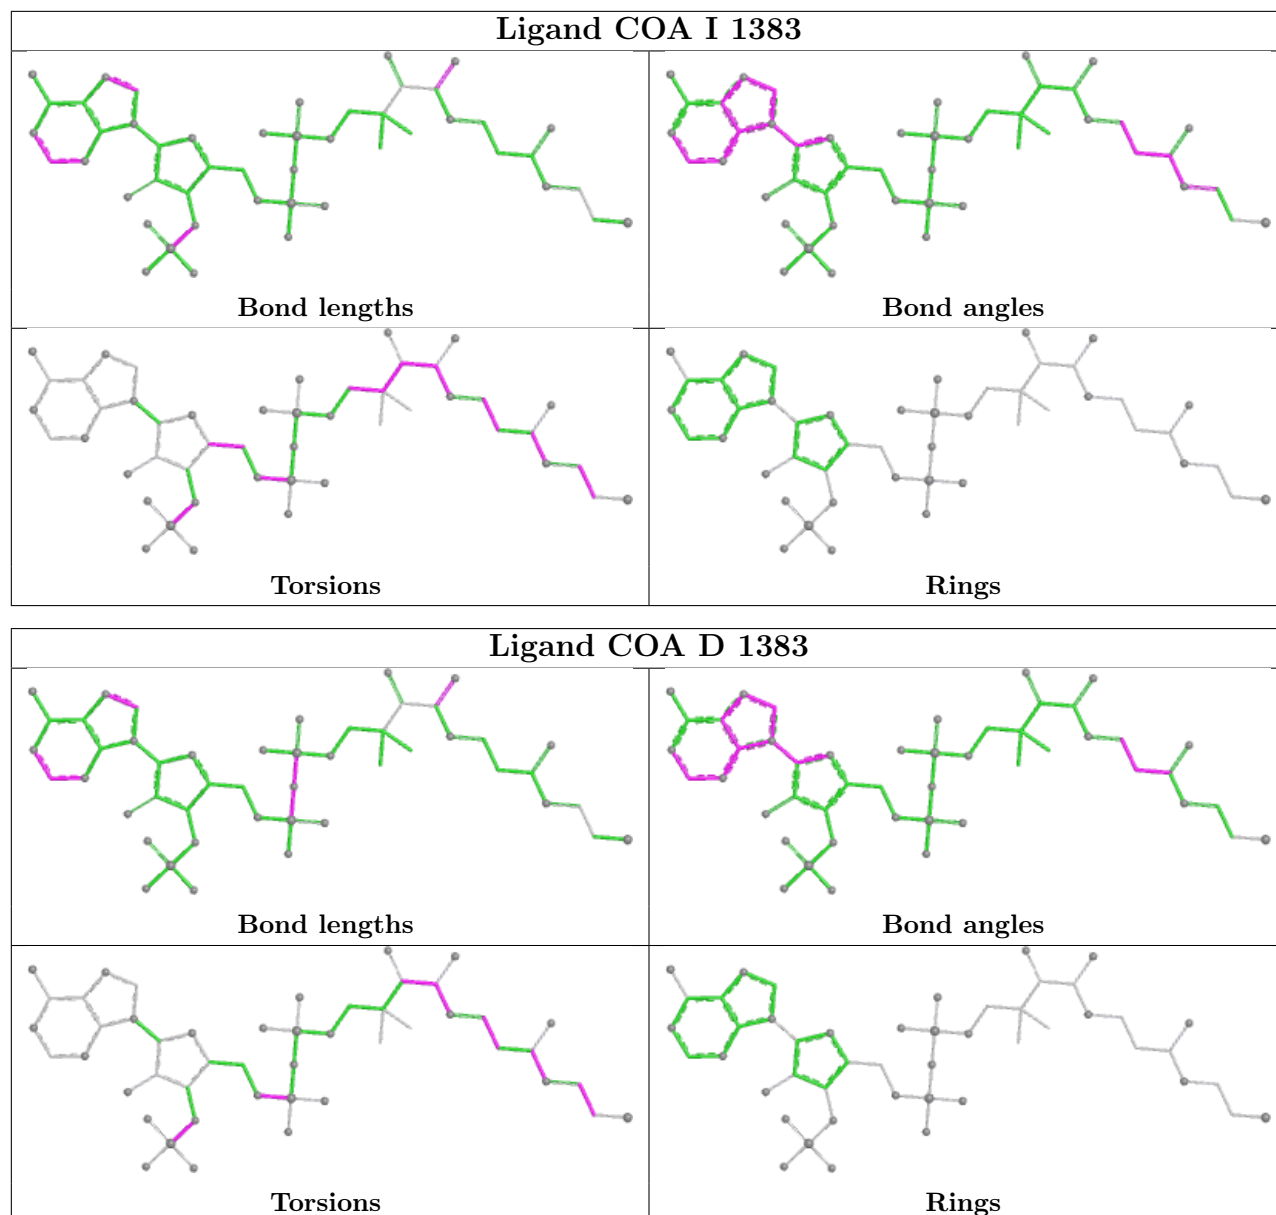 Ligand COA I 1383
Bond lengths
Bond angles
Torsions
Rings
Ligand COA D 1383
Bond lengths
Bond angles
Torsions
Rings